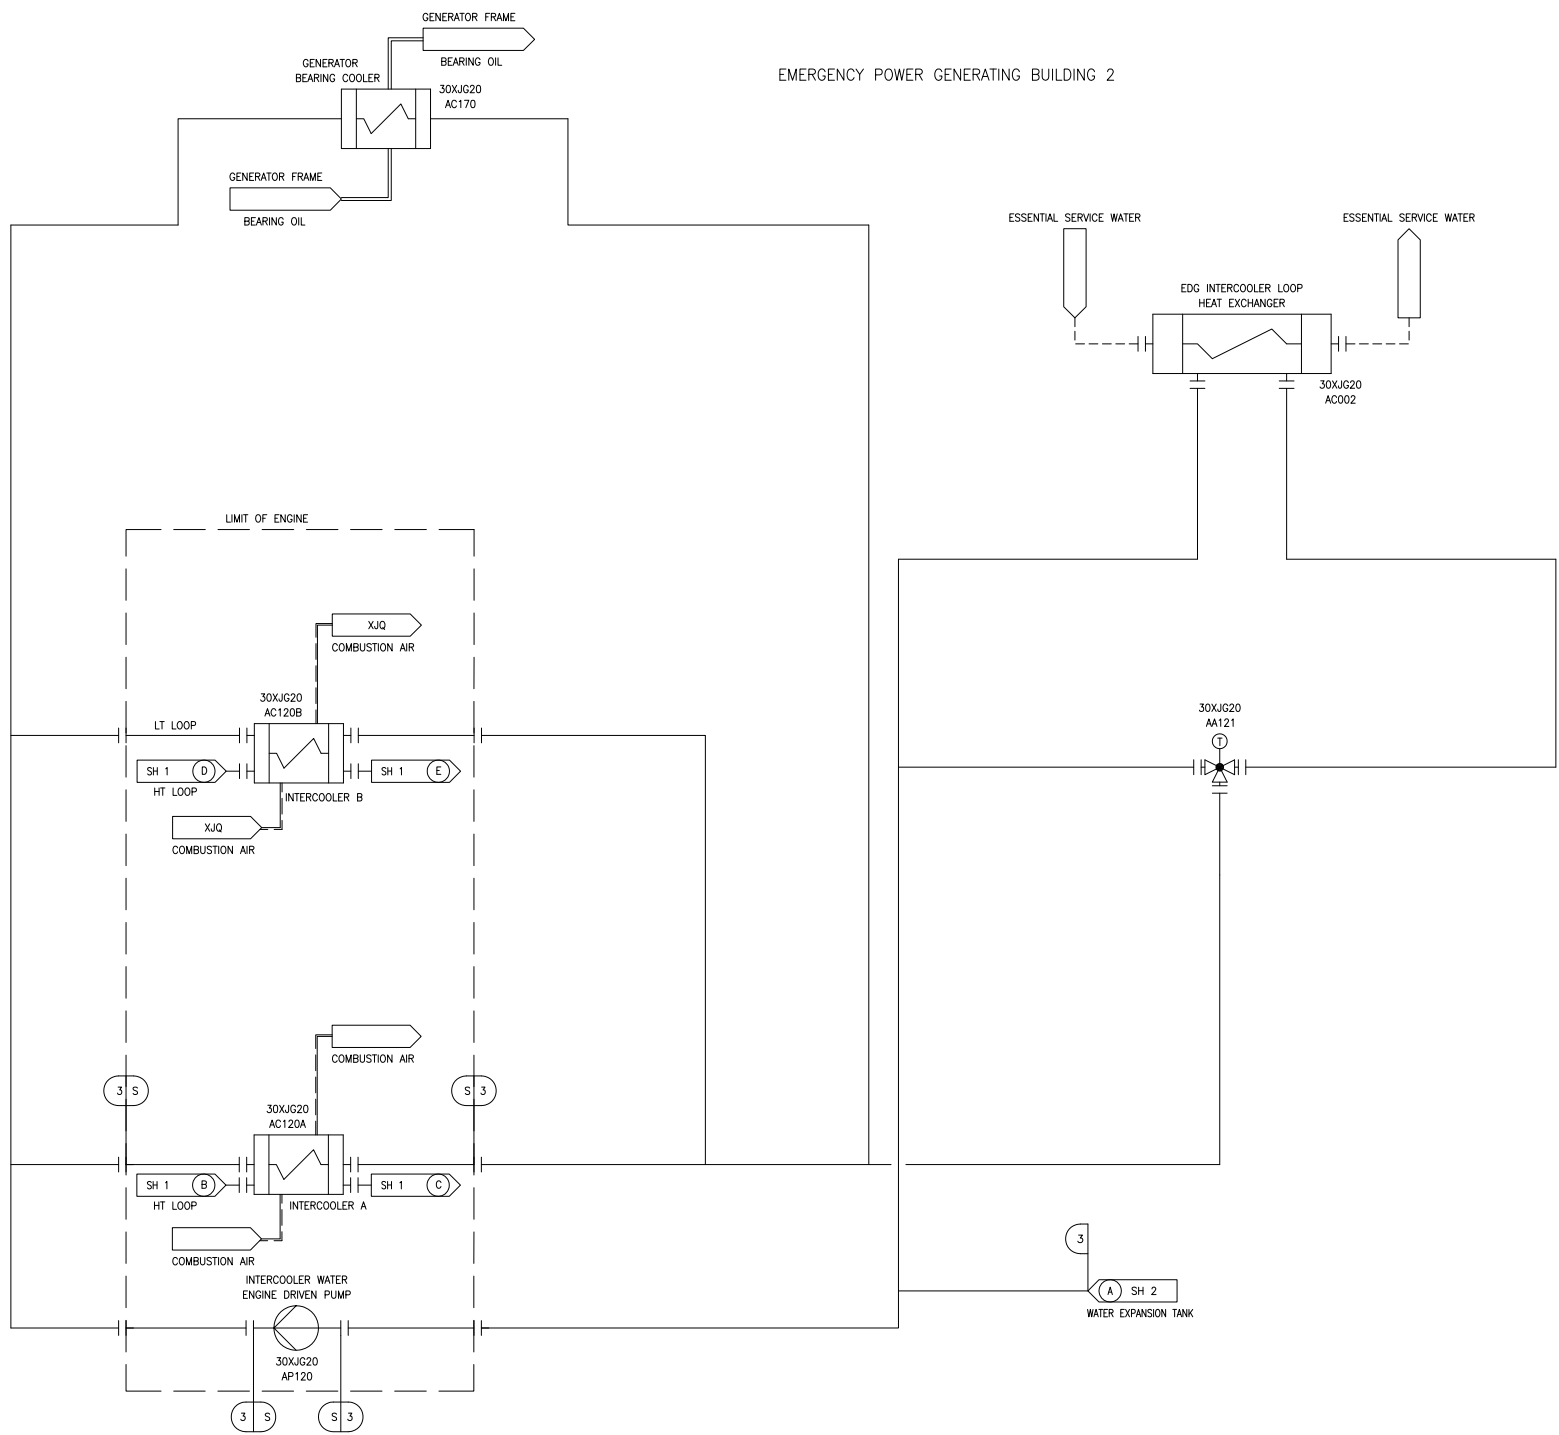 GENERATOR FRAME
BEARING OIL
GENERATOR
BEARING COOLER
30XJG20
AC170
EMERGENCY POWER GENERATING BUILDING 2
GENERATOR FRAME
BEARING OIL
ESSENTIAL SERVICE WATER
ESSENTIAL SERVICE WATER
EDG INTERCOOLER LOOP
HEAT EXCHANGER
30XJG20
AC002
LIMIT OF ENGINE
XJQ
COMBUSTION AIR
30XJG20
AC120B
LT LOOP
SH 1 D
HT LOOP
SH 1 E
INTERCOOLER B
XJQ
COMBUSTION AIR
30XJG20
AA121
T
COMBUSTION AIR
3 S
S 3
30XJG20
AC120A
SH 1 B
HT LOOP
SH 1 C
INTERCOOLER A
COMBUSTION AIR
3
A SH 2
WATER EXPANSION TANK
INTERCOOLER WATER
ENGINE DRIVEN PUMP
30XJG20
AP120
3 S
S 3